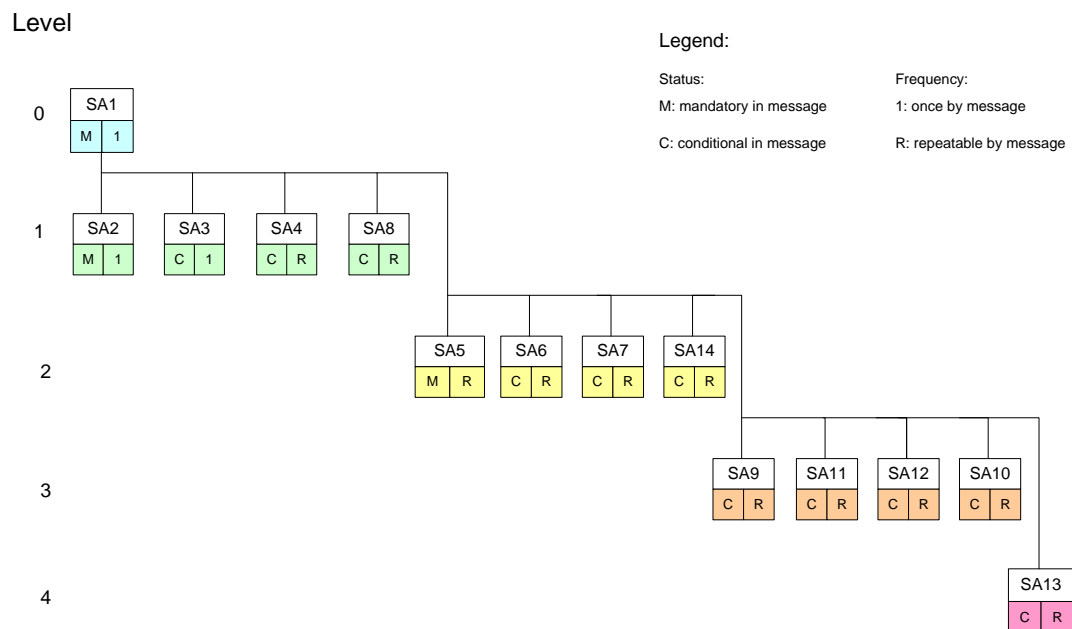 Level
Legend:
Status:
Frequency:
M: mandatory in message
1: once by message
C: conditional in message
R: repeatable by message
0
SA1
M 1
1
SA2 SA3 SA4 SA8
M 1 C 1 C R C R
2
SA5 SA6 SA7 SA14
M R C R C R C R
3
SA9 SA11 SA12 SA10
C R C R C R C R
4
SA13
C R